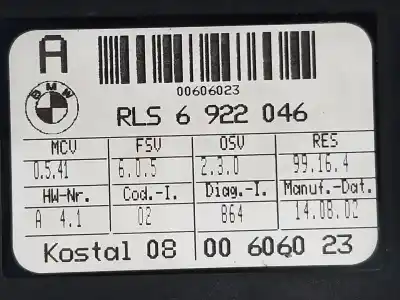 A
00606023
BMW
RLS 6 922 046
MCV FSV OSV RES
0.5.41 6.0.5 2.3.0 99.16.4
HW-Nr. Cod.-I. Diag.-I. Manuf.-Dat.
A 4.1 02 864 14.08.02
Kostal 08 00 6060 23